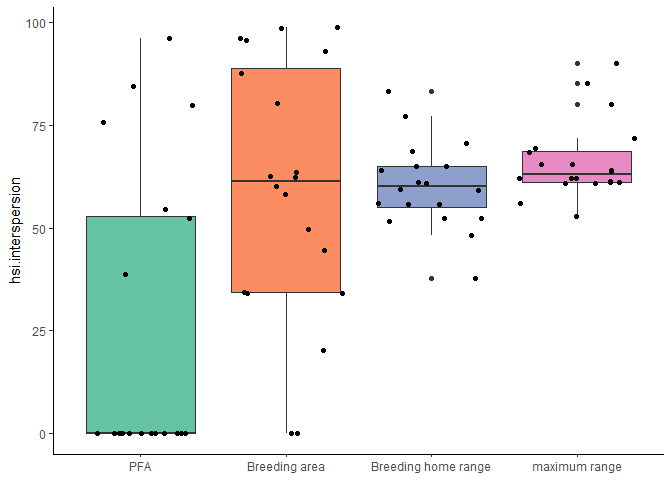 100
75
50
25
0
hsi.interspersion
PFA
Breeding area
Breeding home range
maximum range